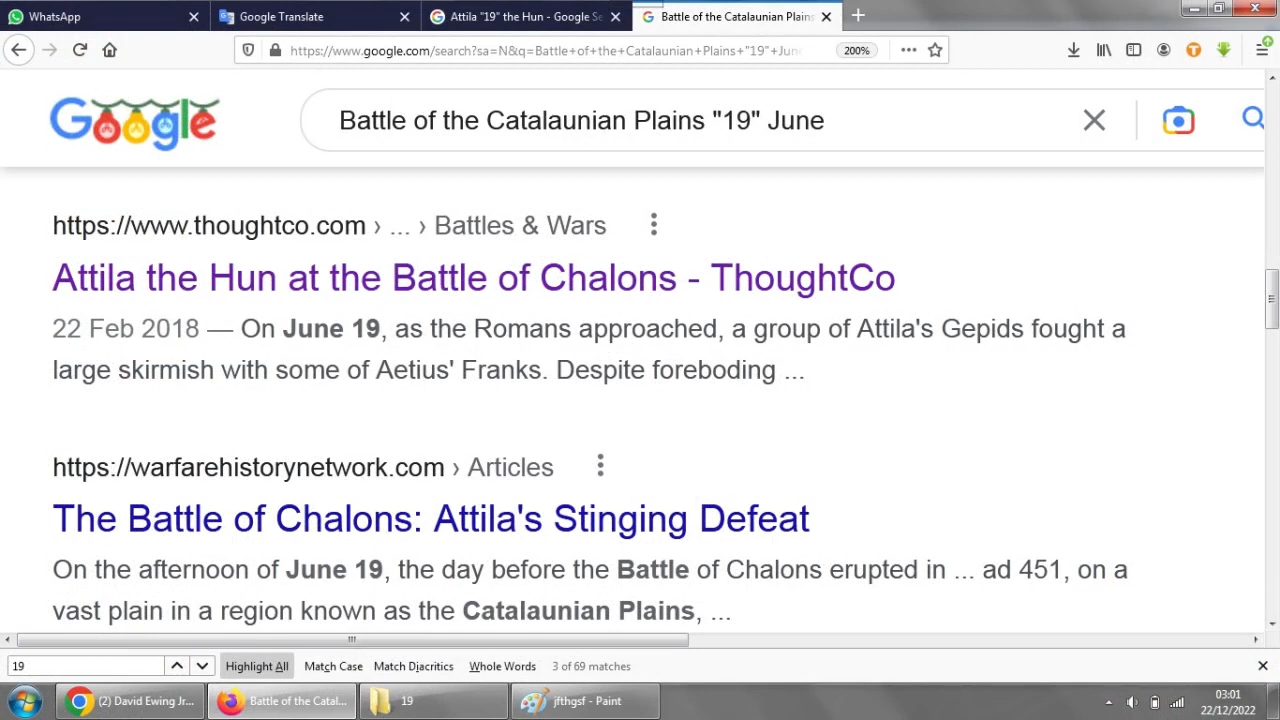 WhatsApp
Google Translate
Attila "19" the Hun - Google Se
Battle of the Catalaunian Plains
https://www.google.com/search?sa=N&q=Battle+of+the+Catalaunian+Plains+"19"+June
200%
Google
Battle of the Catalaunian Plains "19" June
https://www.thoughtco.com › ... › Battles & Wars
Attila the Hun at the Battle of Chalons - ThoughtCo
22 Feb 2018 — On June 19, as the Romans approached, a group of Attila's Gepids fought a
large skirmish with some of Aetius' Franks. Despite foreboding ...
https://warfarehistorynetwork.com › Articles
The Battle of Chalons: Attila's Stinging Defeat
On the afternoon of June 19, the day before the Battle of Chalons erupted in ... ad 451, on a
vast plain in a region known as the Catalaunian Plains, ...
19
Highlight All
Match Case
Match Diacritics
Whole Words
3 of 69 matches
(2) David Ewing Jr...
Battle of the Catal...
19
jfthgsf - Paint
03:01
22/12/2022